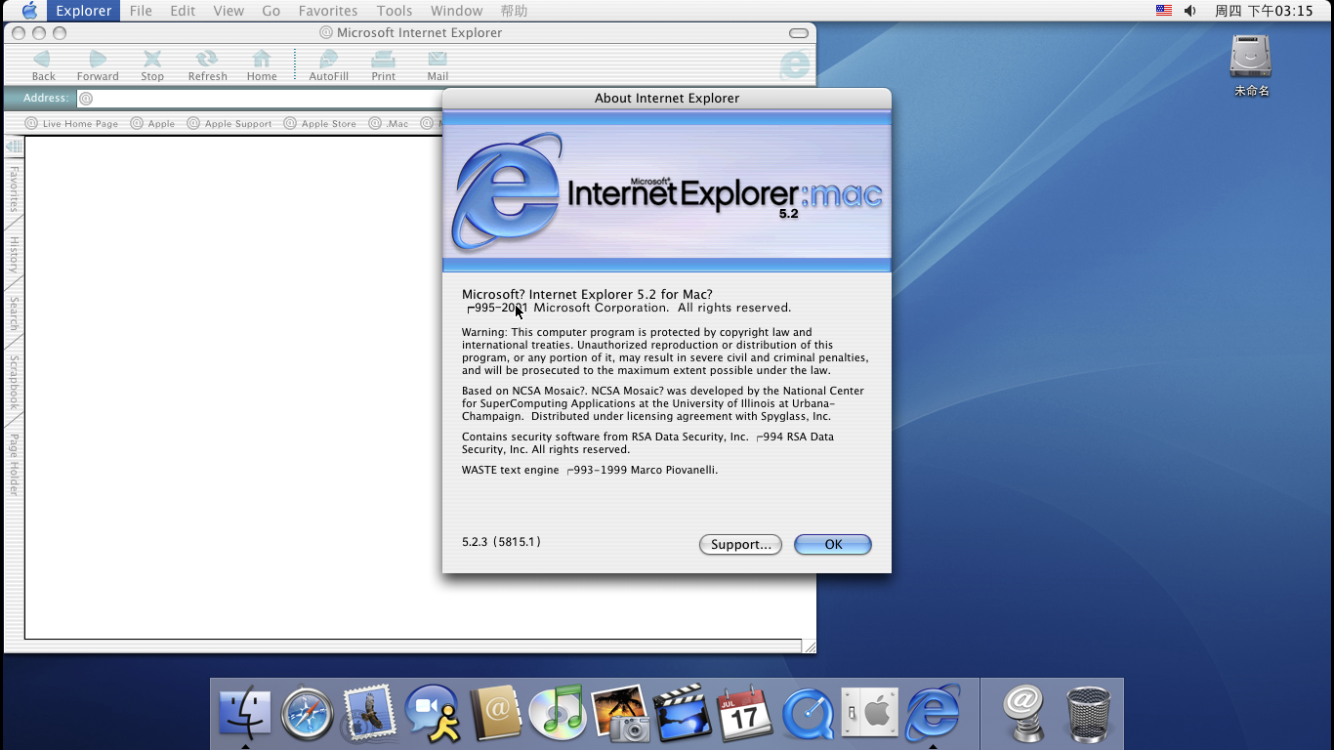 Explorer File Edit View Go Favorites Tools Window 帮助 周四 下午03:15
Microsoft Internet Explorer
Back Forward Stop Refresh Home AutoFill Print Mail
Address:
Live Home Page Apple Apple Support Apple Store .Mac
Favorites
History
Search
Scrapbook
Page Holder
未命名
About Internet Explorer
Microsoft
Internet Explorer:mac
5.2
Microsoft? Internet Explorer 5.2 for Mac?
┌995-2001 Microsoft Corporation. All rights reserved.
Warning: This computer program is protected by copyright law and
international treaties. Unauthorized reproduction or distribution of this
program, or any portion of it, may result in severe civil and criminal penalties,
and will be prosecuted to the maximum extent possible under the law.
Based on NCSA Mosaic?. NCSA Mosaic? was developed by the National Center
for SuperComputing Applications at the University of Illinois at Urbana-
Champaign. Distributed under licensing agreement with Spyglass, Inc.
Contains security software from RSA Data Security, Inc. ┌994 RSA Data
Security, Inc. All rights reserved.
WASTE text engine ┌993-1999 Marco Piovanelli.
5.2.3 (5815.1)
Support... OK
JUL
17